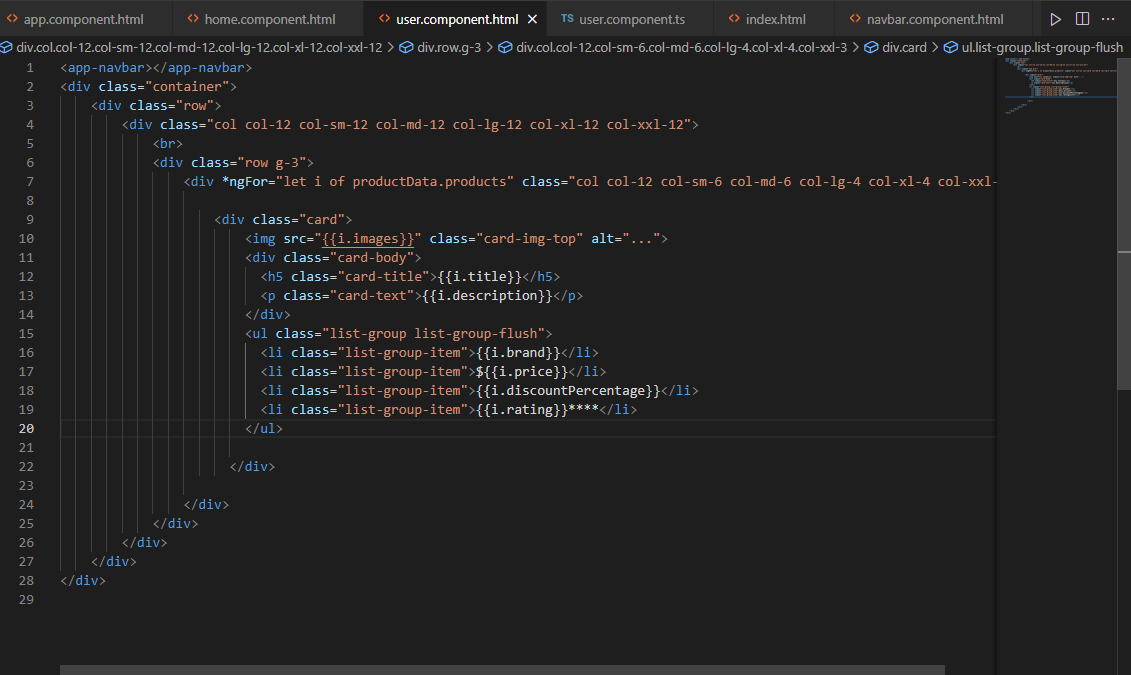 app.component.html home.component.html user.component.html TS user.component.ts index.html navbar.component.html
div.col.col-12.col-sm-12.col-md-12.col-lg-12.col-xl-12.col-xxl-12 > div.row.g-3 > div.col.col-12.col-sm-6.col-md-6.col-lg-4.col-xl-4.col-xxl-3 > div.card > ul.list-group.list-group-flush
1 <app-navbar></app-navbar>
2 <div class="container">
3 <div class="row">
4 <div class="col col-12 col-sm-12 col-md-12 col-lg-12 col-xl-12 col-xxl-12">
5 <br>
6 <div class="row g-3">
7 <div *ngFor="let i of productData.products" class="col col-12 col-sm-6 col-md-6 col-lg-4 col-xl-4 col-xxl-
8
9 <div class="card">
10 <img src="{{i.images}}" class="card-img-top" alt="...">
11 <div class="card-body">
12 <h5 class="card-title">{{i.title}}</h5>
13 <p class="card-text">{{i.description}}</p>
14 </div>
15 <ul class="list-group list-group-flush">
16 <li class="list-group-item">{{i.brand}}</li>
17 <li class="list-group-item">${{i.price}}</li>
18 <li class="list-group-item">{{i.discountPercentage}}</li>
19 <li class="list-group-item">{{i.rating}}****</li>
20 </ul>
21
22 </div>
23
24 </div>
25 </div>
26 </div>
27 </div>
28 </div>
29